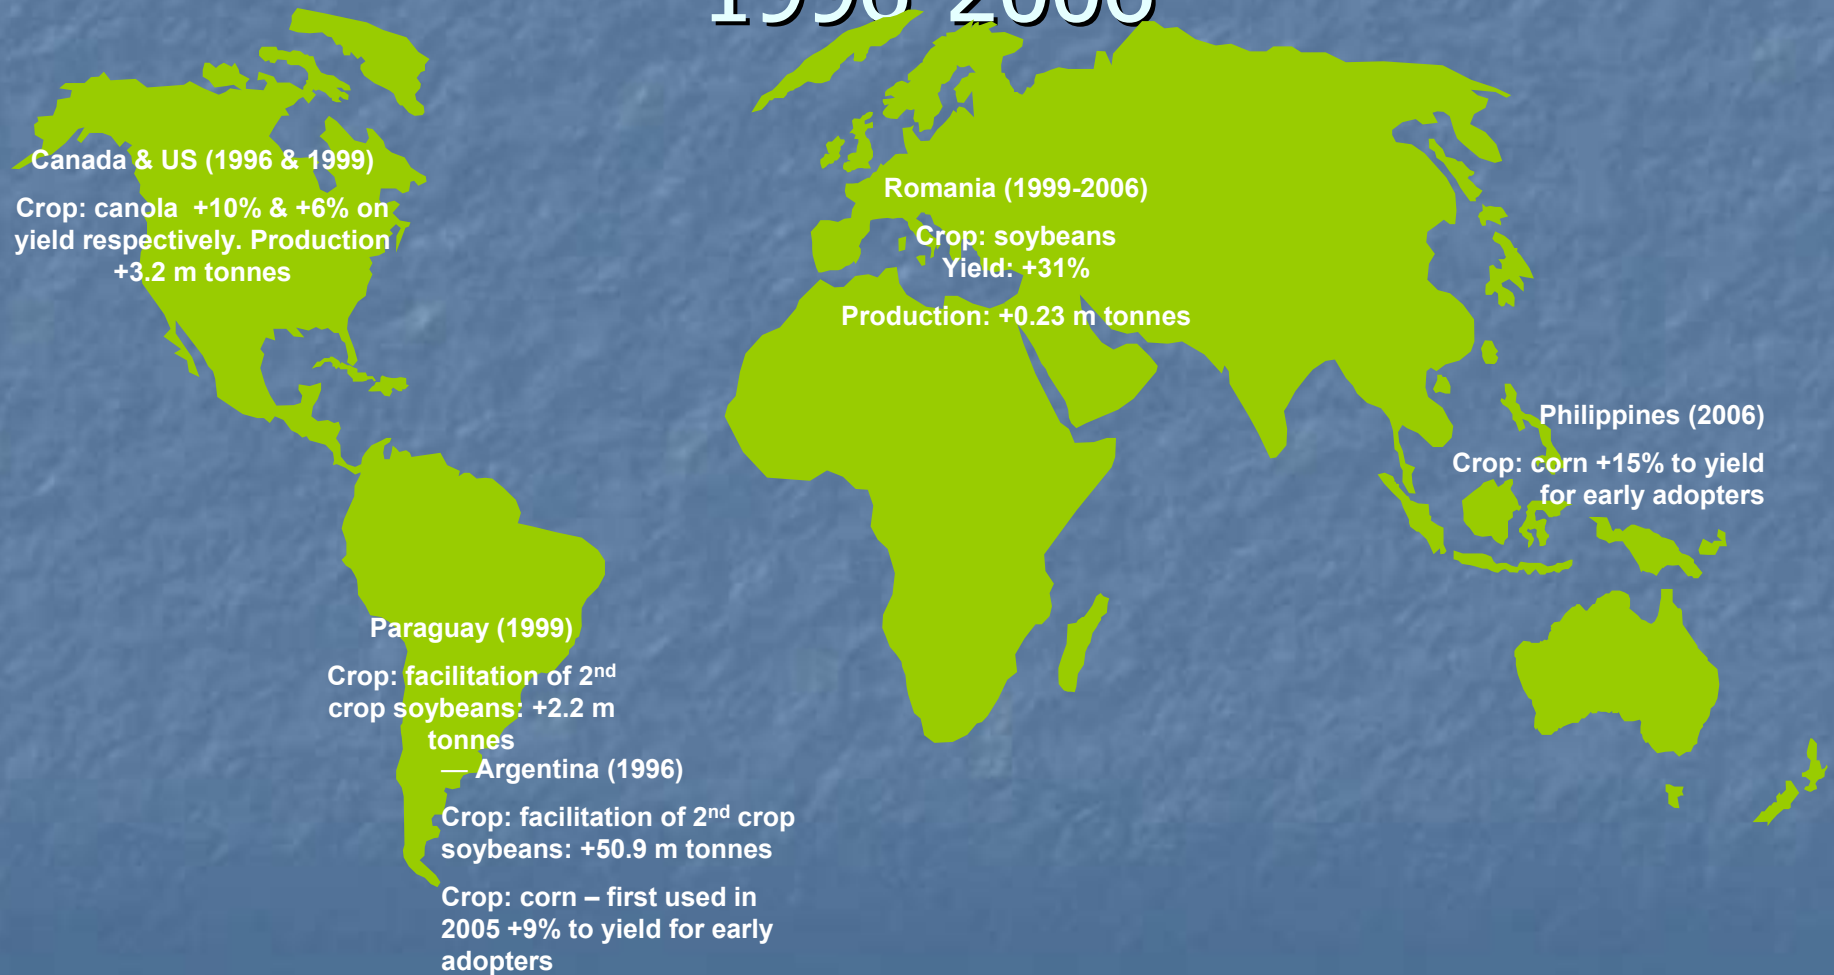 1996-2006
Canada & US (1996 & 1999)
Crop: canola  +10% & +6% on
yield respectively. Production
+3.2 m tonnes
Romania (1999-2006)
Crop: soybeans
Yield: +31%
Production: +0.23 m tonnes
Philippines (2006)
Crop: corn +15% to yield
for early adopters
Paraguay (1999)
Crop: facilitation of 2nd
crop soybeans: +2.2 m
tonnes
— Argentina (1996)
Crop: facilitation of 2nd crop
soybeans: +50.9 m tonnes
Crop: corn – first used in
2005 +9% to yield for early
adopters